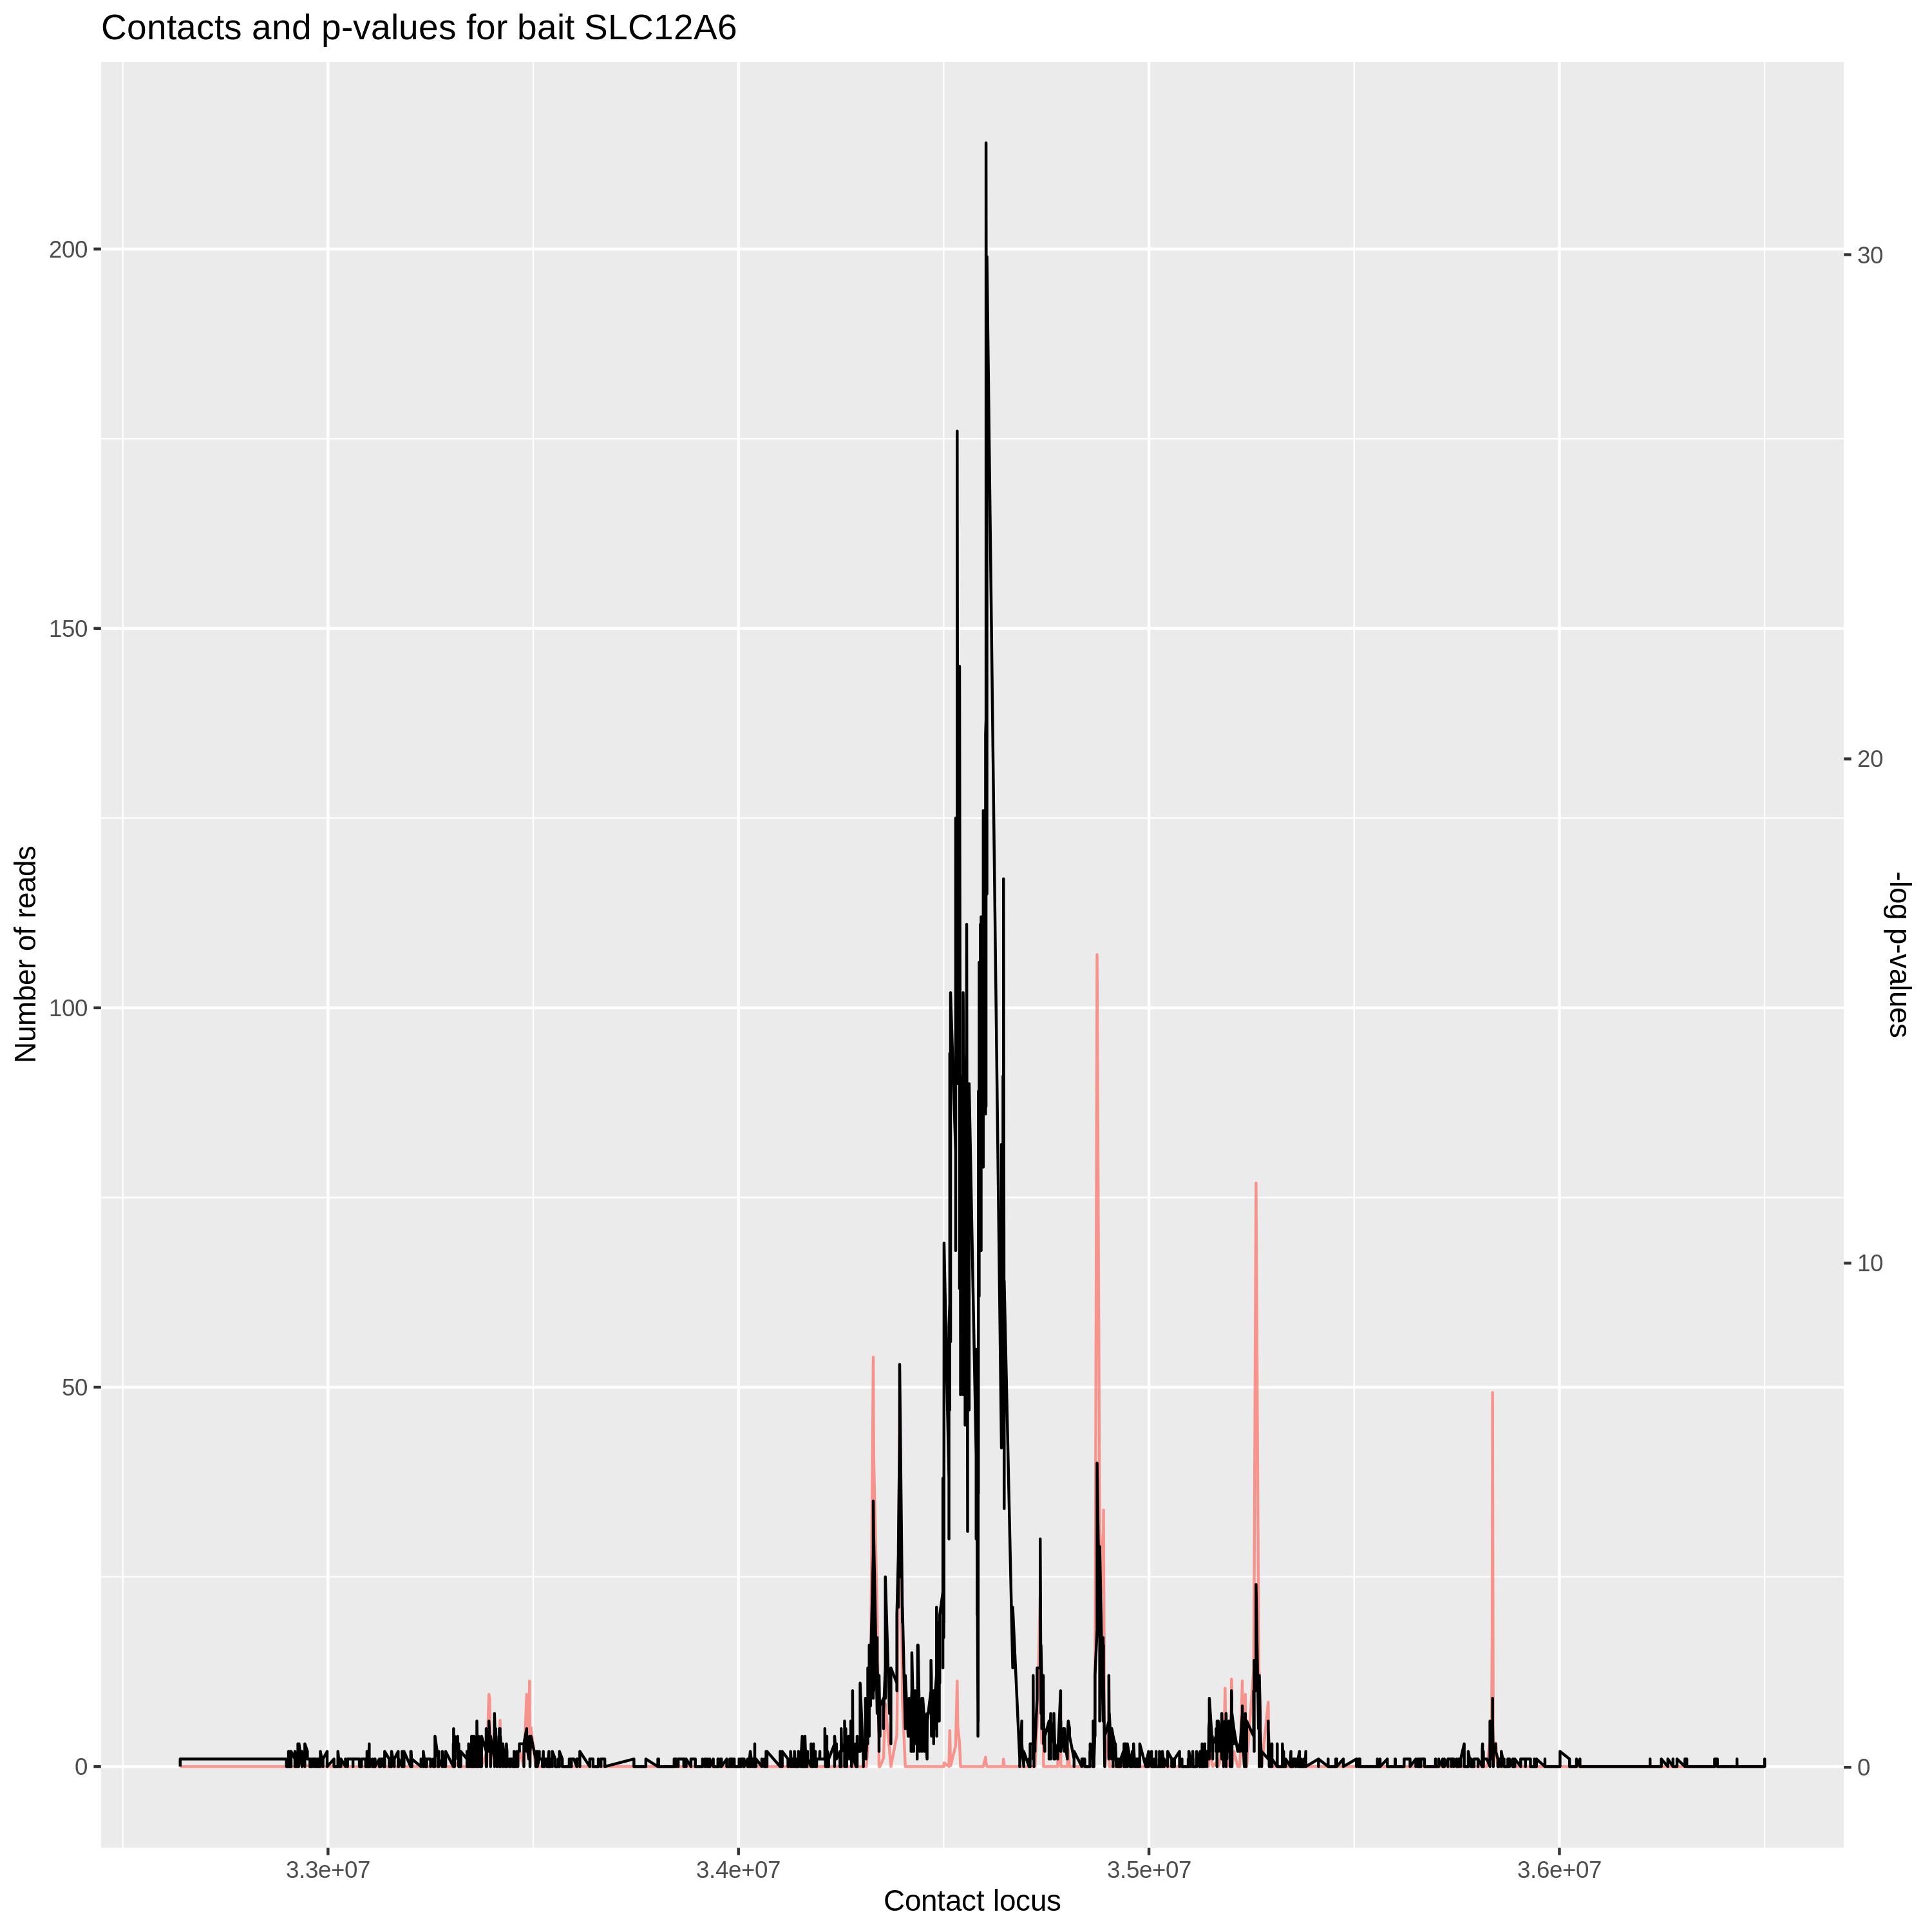 Contacts and p-values for bait SLC12A6
Number of reads
200
150
100
50
0
30
20
10
0
-log p-values
3.3e+07
3.4e+07
3.5e+07
3.6e+07
Contact locus